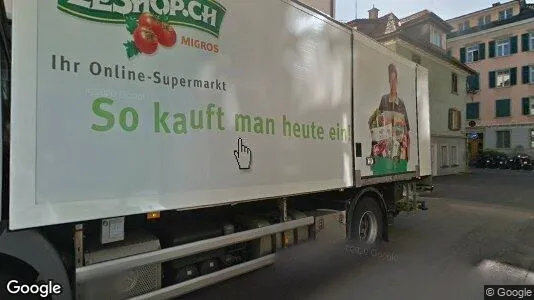 LESHOP.CH
MIGROS
Ihr Online-Supermarkt
So kauft man heute ein!
Google
© Google